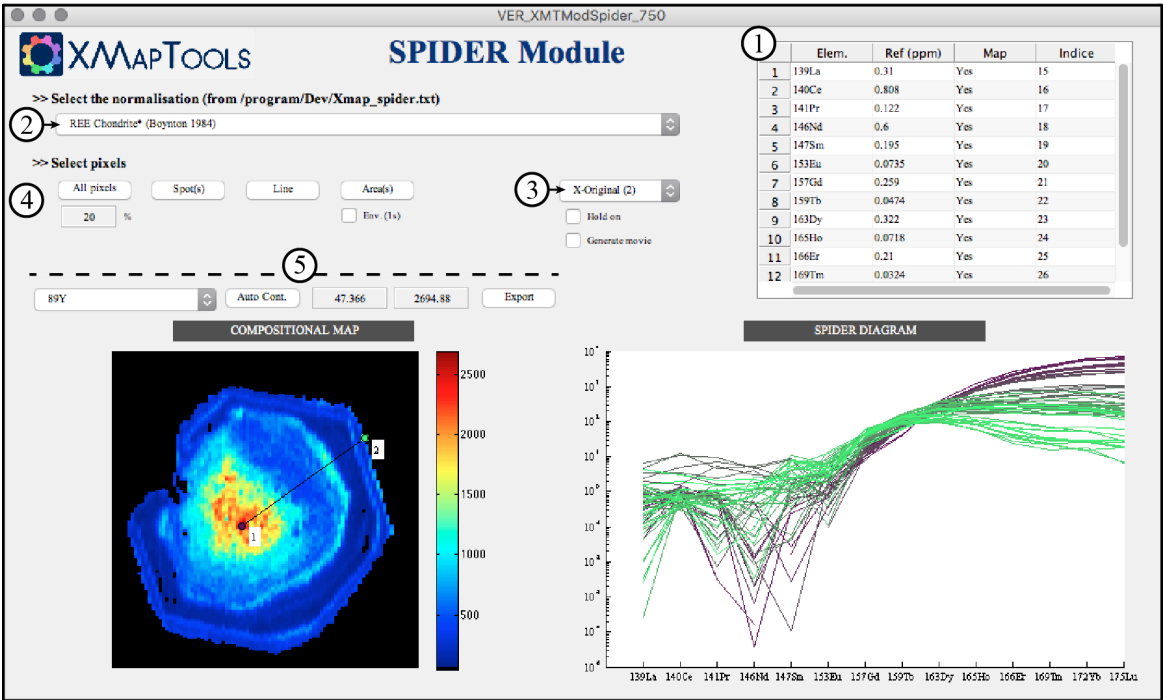 VER_XMTModSpider_750
XMAPTOOLS
SPIDER Module
1
Elem. Ref (ppm) Map Indice
1 139La 0.31 Yes 15
2 140Ce 0.808 Yes 16
3 141Pr 0.122 Yes 17
4 146Nd 0.6 Yes 18
5 147Sm 0.195 Yes 19
6 153Eu 0.0735 Yes 20
7 157Gd 0.259 Yes 21
8 159Tb 0.0474 Yes 22
9 163Dy 0.322 Yes 23
10 165Ho 0.0718 Yes 24
11 166Er 0.21 Yes 25
12 169Tm 0.0324 Yes 26
>> Select the normalisation (from /program/Dev/Xmap_spider.txt)
2
REE Chondrite* (Boynton 1984)
>> Select pixels
4
All pixels Spot(s) Line Area(s)
20 % Env. (1s)
3
X-Original (2)
Hold on
Generate movie
5
89Y Auto Cont. 47.366 2694.88 Export
COMPOSITIONAL MAP
2500
2000
1500
1000
500
1
2
SPIDER DIAGRAM
139La 140Ce 141Pr 146Nd 147Sm 153Eu 157Gd 159Tb 163Dy 165Ho 166Er 169Tm 172Yb 175Lu